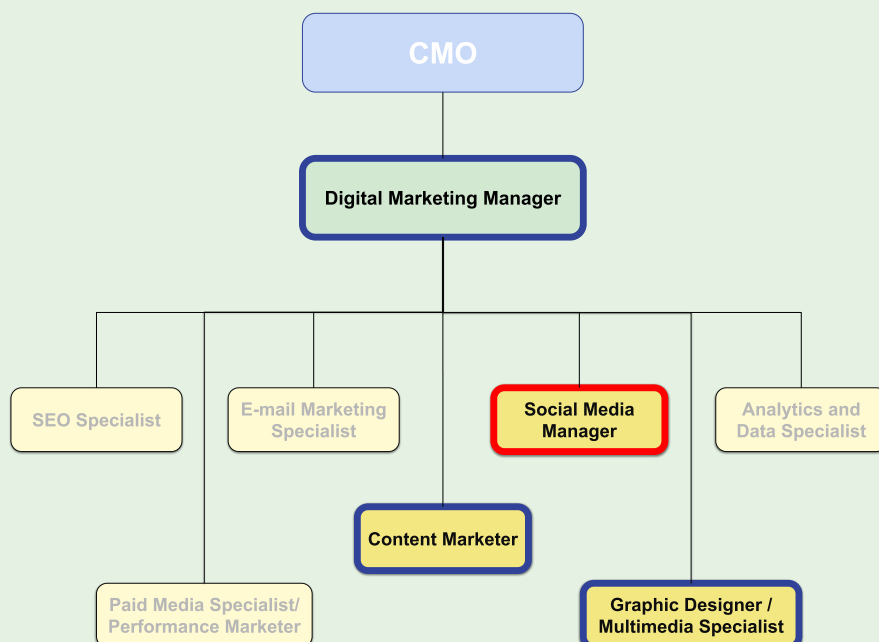 CMO
Digital Marketing Manager
SEO Specialist
E-mail Marketing
Specialist
Social Media
Manager
Analytics and
Data Specialist
Content Marketer
Paid Media Specialist/
Performance Marketer
Graphic Designer /
Multimedia Specialist